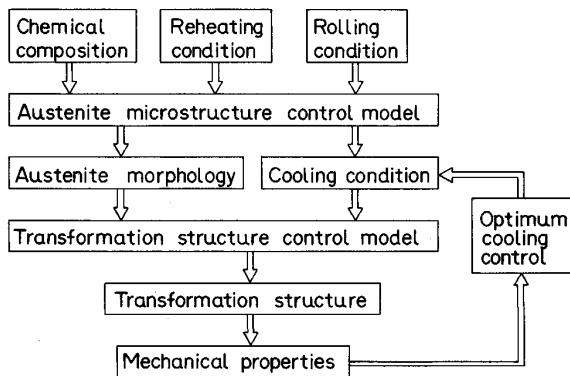 Chemical
composition
Reheating
condition
Rolling
condition
Austenite microstructure control model
Austenite morphology
Cooling condition
Transformation structure control model
Optimum
cooling
control
Transformation structure
Mechanical properties